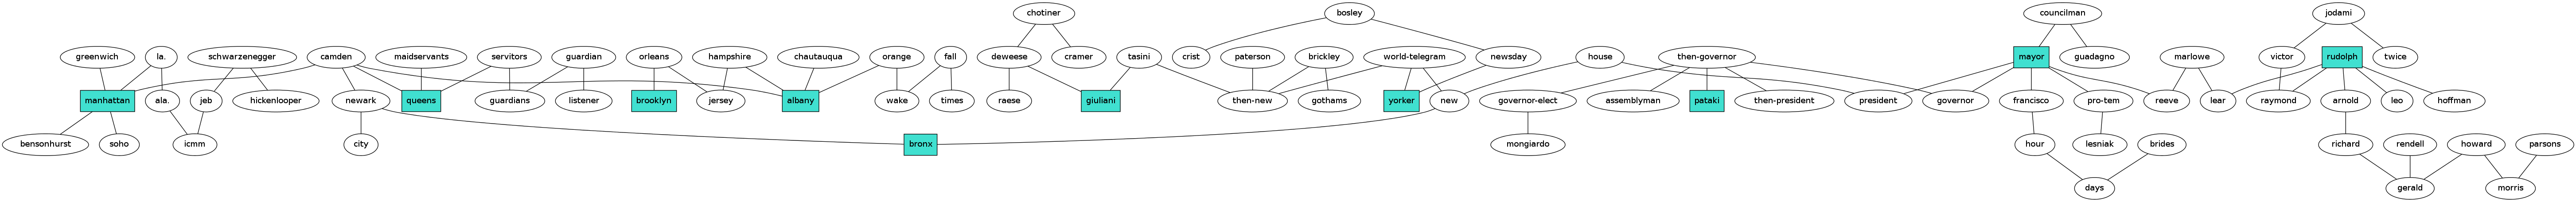 chotiner bosley councilman jodami
greenwich la. schwarzenegger camden maidservants servitors guardian orleans hampshire chautauqua orange fall deweese cramer tasini crist paterson brickley world-telegram newsday house then-governor mayor guadagno marlowe victor rudolph twice
manhattan ala. jeb hickenlooper newark queens guardians listener brooklyn jersey albany wake times raese giuliani then-new gothams yorker new governor-elect assemblyman pataki then-president president governor francisco pro-tem reeve lear raymond arnold leo hoffman
bensonhurst soho icmm city bronx mongiardo hour lesniak brides richard rendell howard parsons
days gerald morris